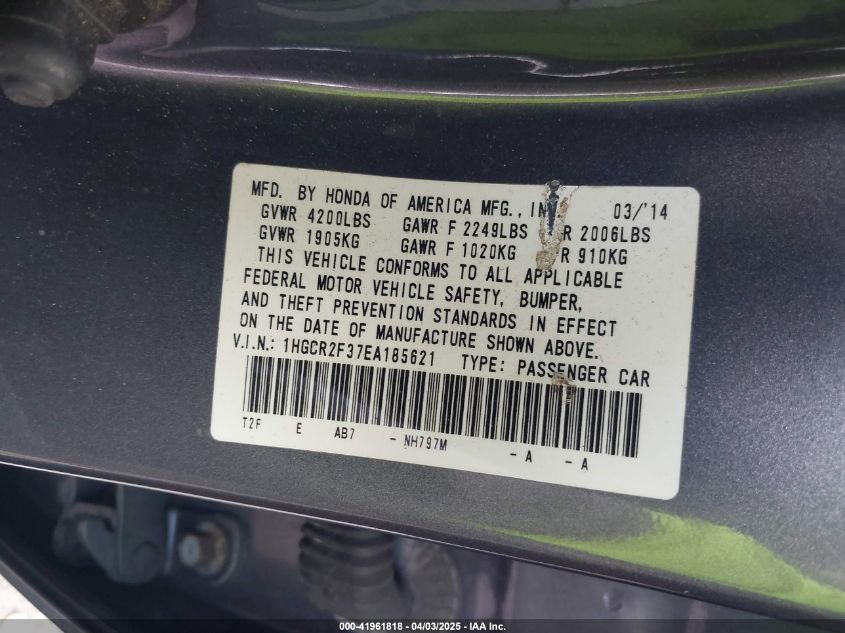 MFD. BY HONDA OF AMERICA MFG., IN 03/'14
GVWR 4200LBS GAWR F 2249LBS R 2006LBS
GVWR 1905KG GAWR F 1020KG R 910KG
THIS VEHICLE CONFORMS TO ALL APPLICABLE
FEDERAL MOTOR VEHICLE SAFETY, BUMPER,
AND THEFT PREVENTION STANDARDS IN EFFECT
ON THE DATE OF MANUFACTURE SHOWN ABOVE.
V.I.N.: 1HGCR2F37EA185621 TYPE: PASSENGER CAR
T2F E AB7 - NH797M - A - A
000-41961818 - 04/03/2025 - IAA Inc.